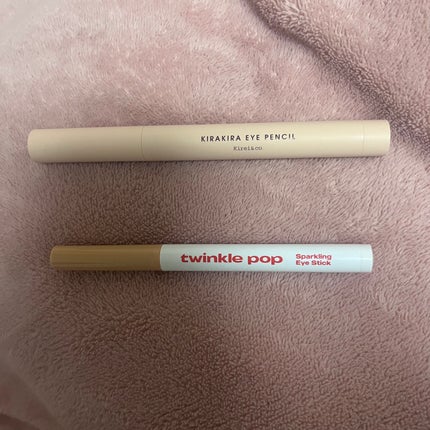 KIRAKIRA EYE PENCIL
Kirei&co
twinkle pop
Sparkling
Eye Stick